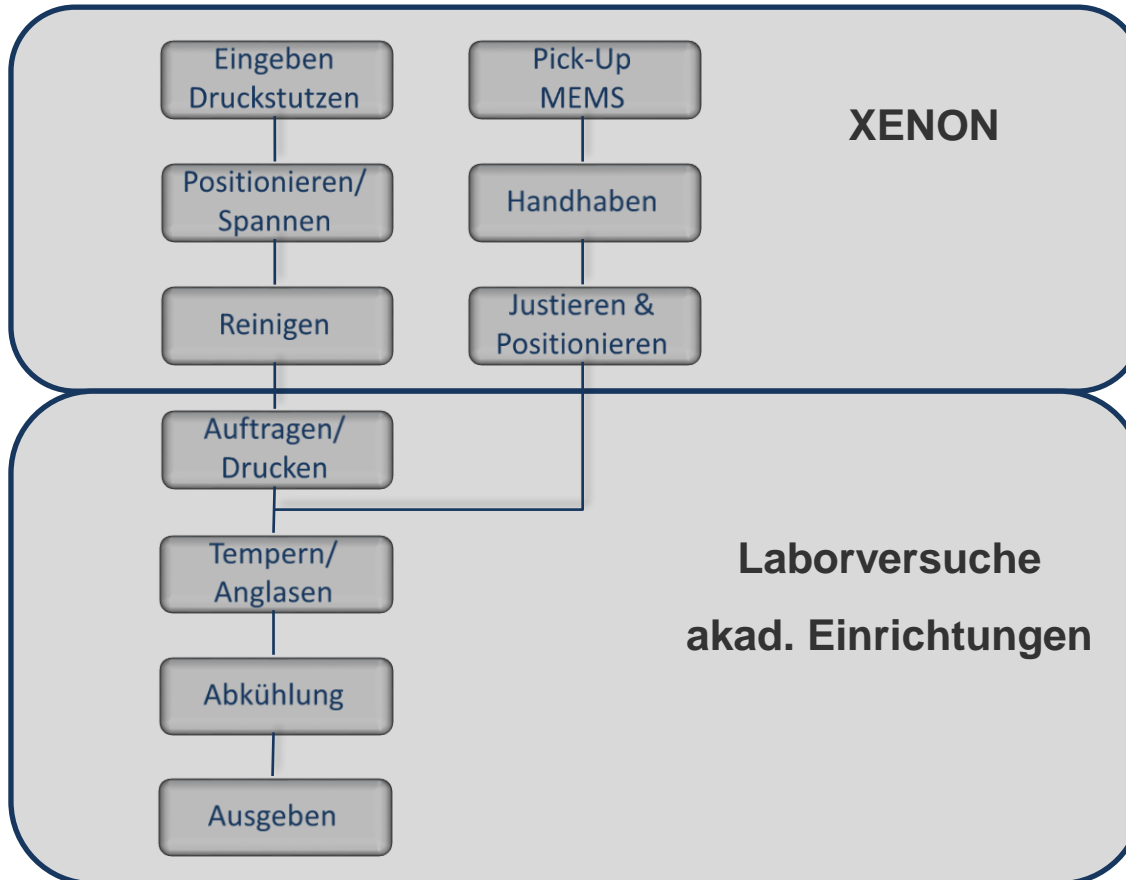 Eingeben
Druckstutzen
Pick-Up
MEMS
XENON
Positionieren/
Spannen
Handhaben
Reinigen
Justieren &
Positionieren
Auftragen/
Drucken
Tempern/
Anglasen
Laborversuche
akad. Einrichtungen
Abkühlung
Ausgeben